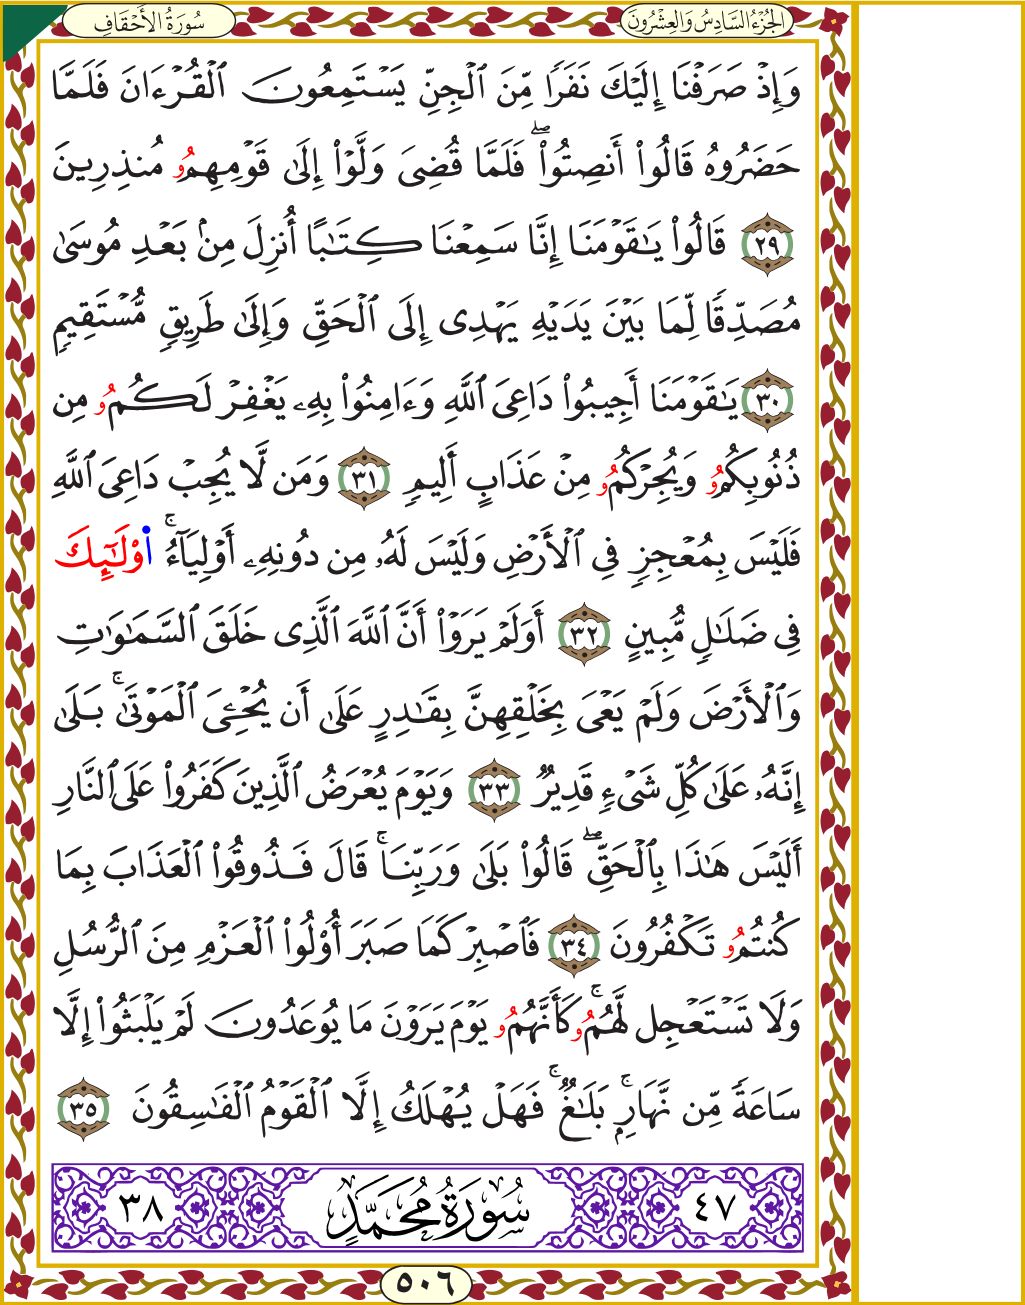 الجُزْءُ السَّادِسُ وَالعِشْرُونَ
سُورَةُ الأَحْقَافِ
وَإِذْ صَرَفْنَا إِلَيْكَ نَفَرًا مِّنَ ٱلْجِنِّ يَسْتَمِعُونَ ٱلْقُرْءَانَ فَلَمَّا
حَضَرُوهُ قَالُوا۟ أَنصِتُوا۟ۖ فَلَمَّا قُضِىَ وَلَّوْا۟ إِلَىٰ قَوْمِهِمُۥ مُنذِرِينَ
٢٩ قَالُوا۟ يَٰقَوْمَنَا إِنَّا سَمِعْنَا كِتَٰبًا أُنزِلَ مِنۢ بَعْدِ مُوسَىٰ
مُصَدِّقًا لِّمَا بَيْنَ يَدَيْهِ يَهْدِى إِلَى ٱلْحَقِّ وَإِلَىٰ طَرِيقٍ مُّسْتَقِيمٍ
٣٠ يَٰقَوْمَنَا أَجِيبُوا۟ دَاعِىَ ٱللَّهِ وَءَامِنُوا۟ بِهِۦ يَغْفِرْ لَكُمُۥ مِن
ذُنُوبِكُمُۥ وَيُجِرْكُمُۥ مِنْ عَذَابٍ أَلِيمٍ ٣١ وَمَن لَّا يُجِبْ دَاعِىَ ٱللَّهِ
فَلَيْسَ بِمُعْجِزٍ فِى ٱلْأَرْضِ وَلَيْسَ لَهُۥ مِن دُونِهِۦ أَوْلِيَآءُۚ ا۟وْلَٰٓئِكَ
فِى ضَلَٰلٍ مُّبِينٍ ٣٢ أَوَلَمْ يَرَوْا۟ أَنَّ ٱللَّهَ ٱلَّذِى خَلَقَ ٱلسَّمَٰوَٰتِ
وَٱلْأَرْضَ وَلَمْ يَعْىَ بِخَلْقِهِنَّ بِقَٰدِرٍ عَلَىٰ أَن يُحْۦِىَ ٱلْمَوْتَىٰۚ بَلَىٰ
إِنَّهُۥ عَلَىٰ كُلِّ شَىْءٍ قَدِيرٌ ٣٣ وَيَوْمَ يُعْرَضُ ٱلَّذِينَ كَفَرُوا۟ عَلَى ٱلنَّارِ
أَلَيْسَ هَٰذَا بِٱلْحَقِّۖ قَالُوا۟ بَلَىٰ وَرَبِّنَاۚ قَالَ فَذُوقُوا۟ ٱلْعَذَابَ بِمَا
كُنتُمُۥ تَكْفُرُونَ ٣٤ فَٱصْبِرْ كَمَا صَبَرَ أُو۟لُوا۟ ٱلْعَزْمِ مِنَ ٱلرُّسُلِ
وَلَا تَسْتَعْجِل لَّهُمُۥۚ كَأَنَّهُمُۥ يَوْمَ يَرَوْنَ مَا يُوعَدُونَ لَمْ يَلْبَثُوا۟ إِلَّا
سَاعَةً مِّن نَّهَارٍۭۚ بَلَٰغٌۚ فَهَلْ يُهْلَكُ إِلَّا ٱلْقَوْمُ ٱلْفَٰسِقُونَ ٣٥
٤٧ سُورَةُ مُحَمَّدٍ ٣٨
٥٠٦